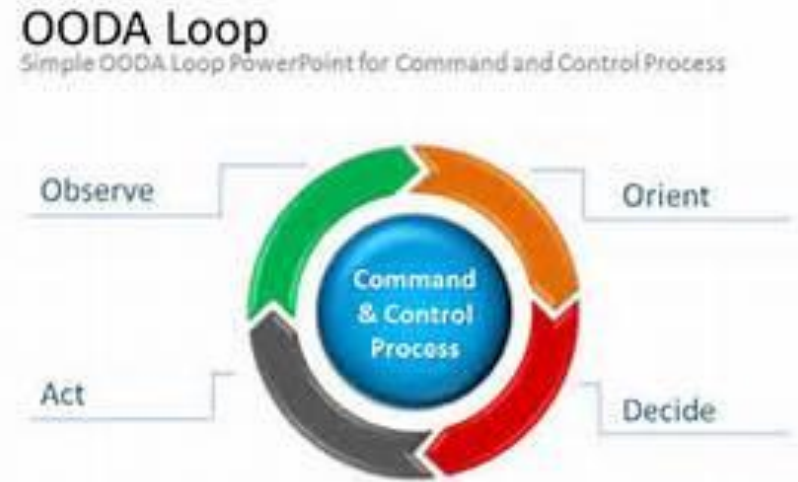 OODA Loop
Simple OODA Loop PowerPoint for Command and Control Process
Observe
Orient
Command
& Control
Process
Act
Decide